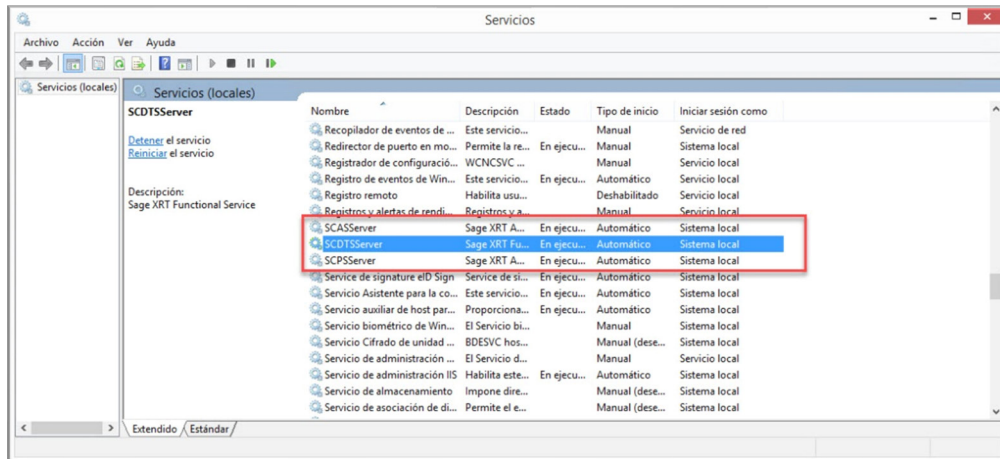 Servicios
Archivo Acción Ver Ayuda
Servicios (locales)
Servicios (locales)
SCDTSServer
Detener el servicio
Reiniciar el servicio
Descripción:
Sage XRT Functional Service
Nombre Descripción Estado Tipo de inicio Iniciar sesión como
Recopilador de eventos de ... Este servicio... Manual Servicio de red
Redirector de puerto en mo... Permite la re... En ejecu... Manual Sistema local
Registrador de configuració... WCNCSVC ... Manual Servicio local
Registro de eventos de Win... Este servicio... En ejecu... Automático Servicio local
Registro remoto Habilita usu... Deshabilitado Servicio local
Registros y alertas de rendi... Registros y a... Manual Servicio local
SCASServer Sage XRT A... En ejecu... Automático Sistema local
SCDTSServer Sage XRT Fu... En ejecu... Automático Sistema local
SCPSServer Sage XRT A... En ejecu... Automático Sistema local
Service de signature eID Sign Service de si... En ejecu... Automático Sistema local
Servicio Asistente para la co... Este servicio... En ejecu... Automático Sistema local
Servicio auxiliar de host par... Proporciona... En ejecu... Automático Sistema local
Servicio biométrico de Win... El Servicio bi... Manual Sistema local
Servicio Cifrado de unidad ... BDESVC hos... Manual (dese... Sistema local
Servicio de administración ... El Servicio d... Manual Servicio local
Servicio de administración IIS Habilita este... En ejecu... Automático Sistema local
Servicio de almacenamiento Impone dire... Manual (dese... Sistema local
Servicio de asociación de di... Permite el e... Manual (dese... Sistema local
Extendido Estándar